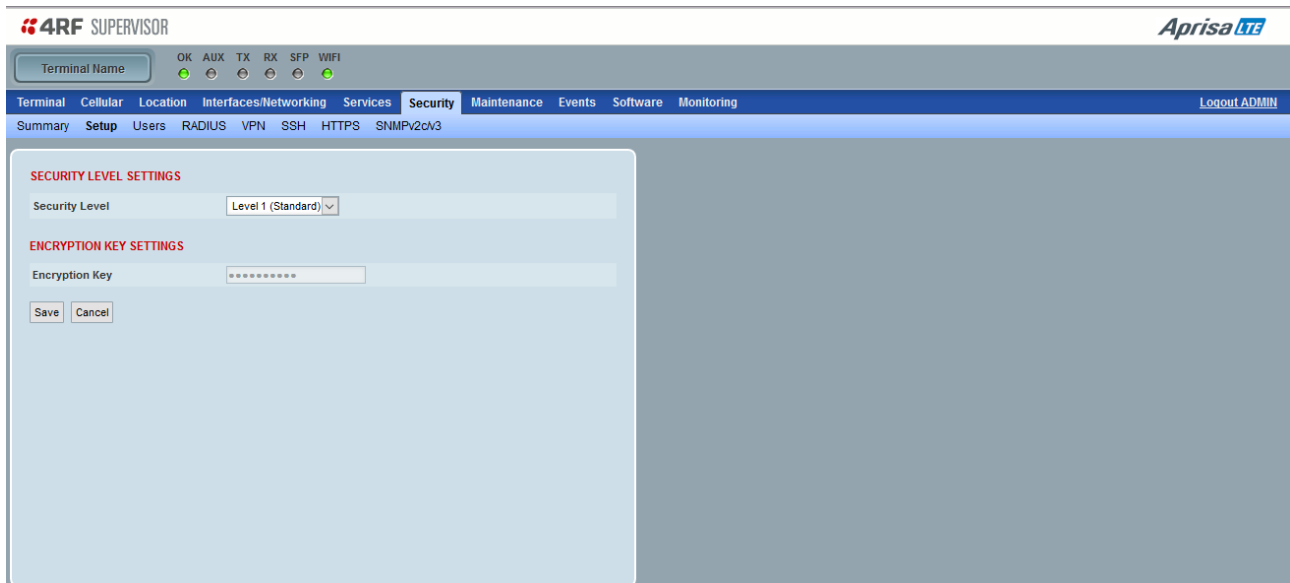 4RF SUPERVISOR
Aprisa LTE
Terminal Name
OK AUX TX RX SFP WIFI
Terminal Cellular Location Interfaces/Networking Services Security Maintenance Events Software Monitoring Logout ADMIN
Summary Setup Users RADIUS VPN SSH HTTPS SNMPv2c/v3
SECURITY LEVEL SETTINGS
Security Level Level 1 (Standard)
ENCRYPTION KEY SETTINGS
Encryption Key ••••••••••
Save Cancel